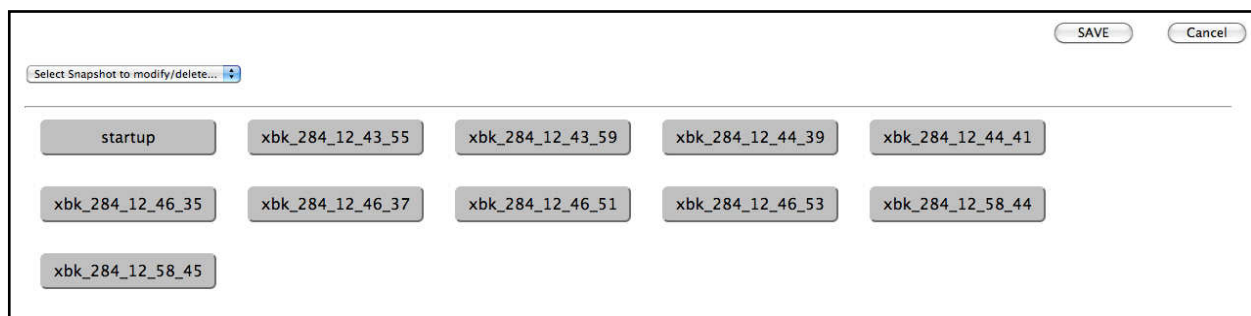 SAVE Cancel
Select Snapshot to modify/delete...
startup xbk_284_12_43_55 xbk_284_12_43_59 xbk_284_12_44_39 xbk_284_12_44_41
xbk_284_12_46_35 xbk_284_12_46_37 xbk_284_12_46_51 xbk_284_12_46_53 xbk_284_12_58_44
xbk_284_12_58_45